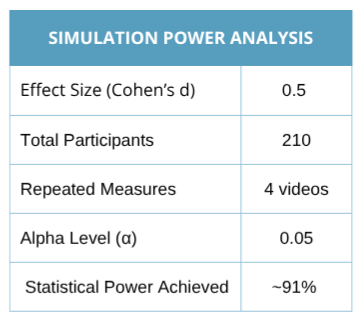 SIMULATION POWER ANALYSIS
Effect Size (Cohen’s d) 0.5
Total Participants 210
Repeated Measures 4 videos
Alpha Level (α) 0.05
Statistical Power Achieved ~91%